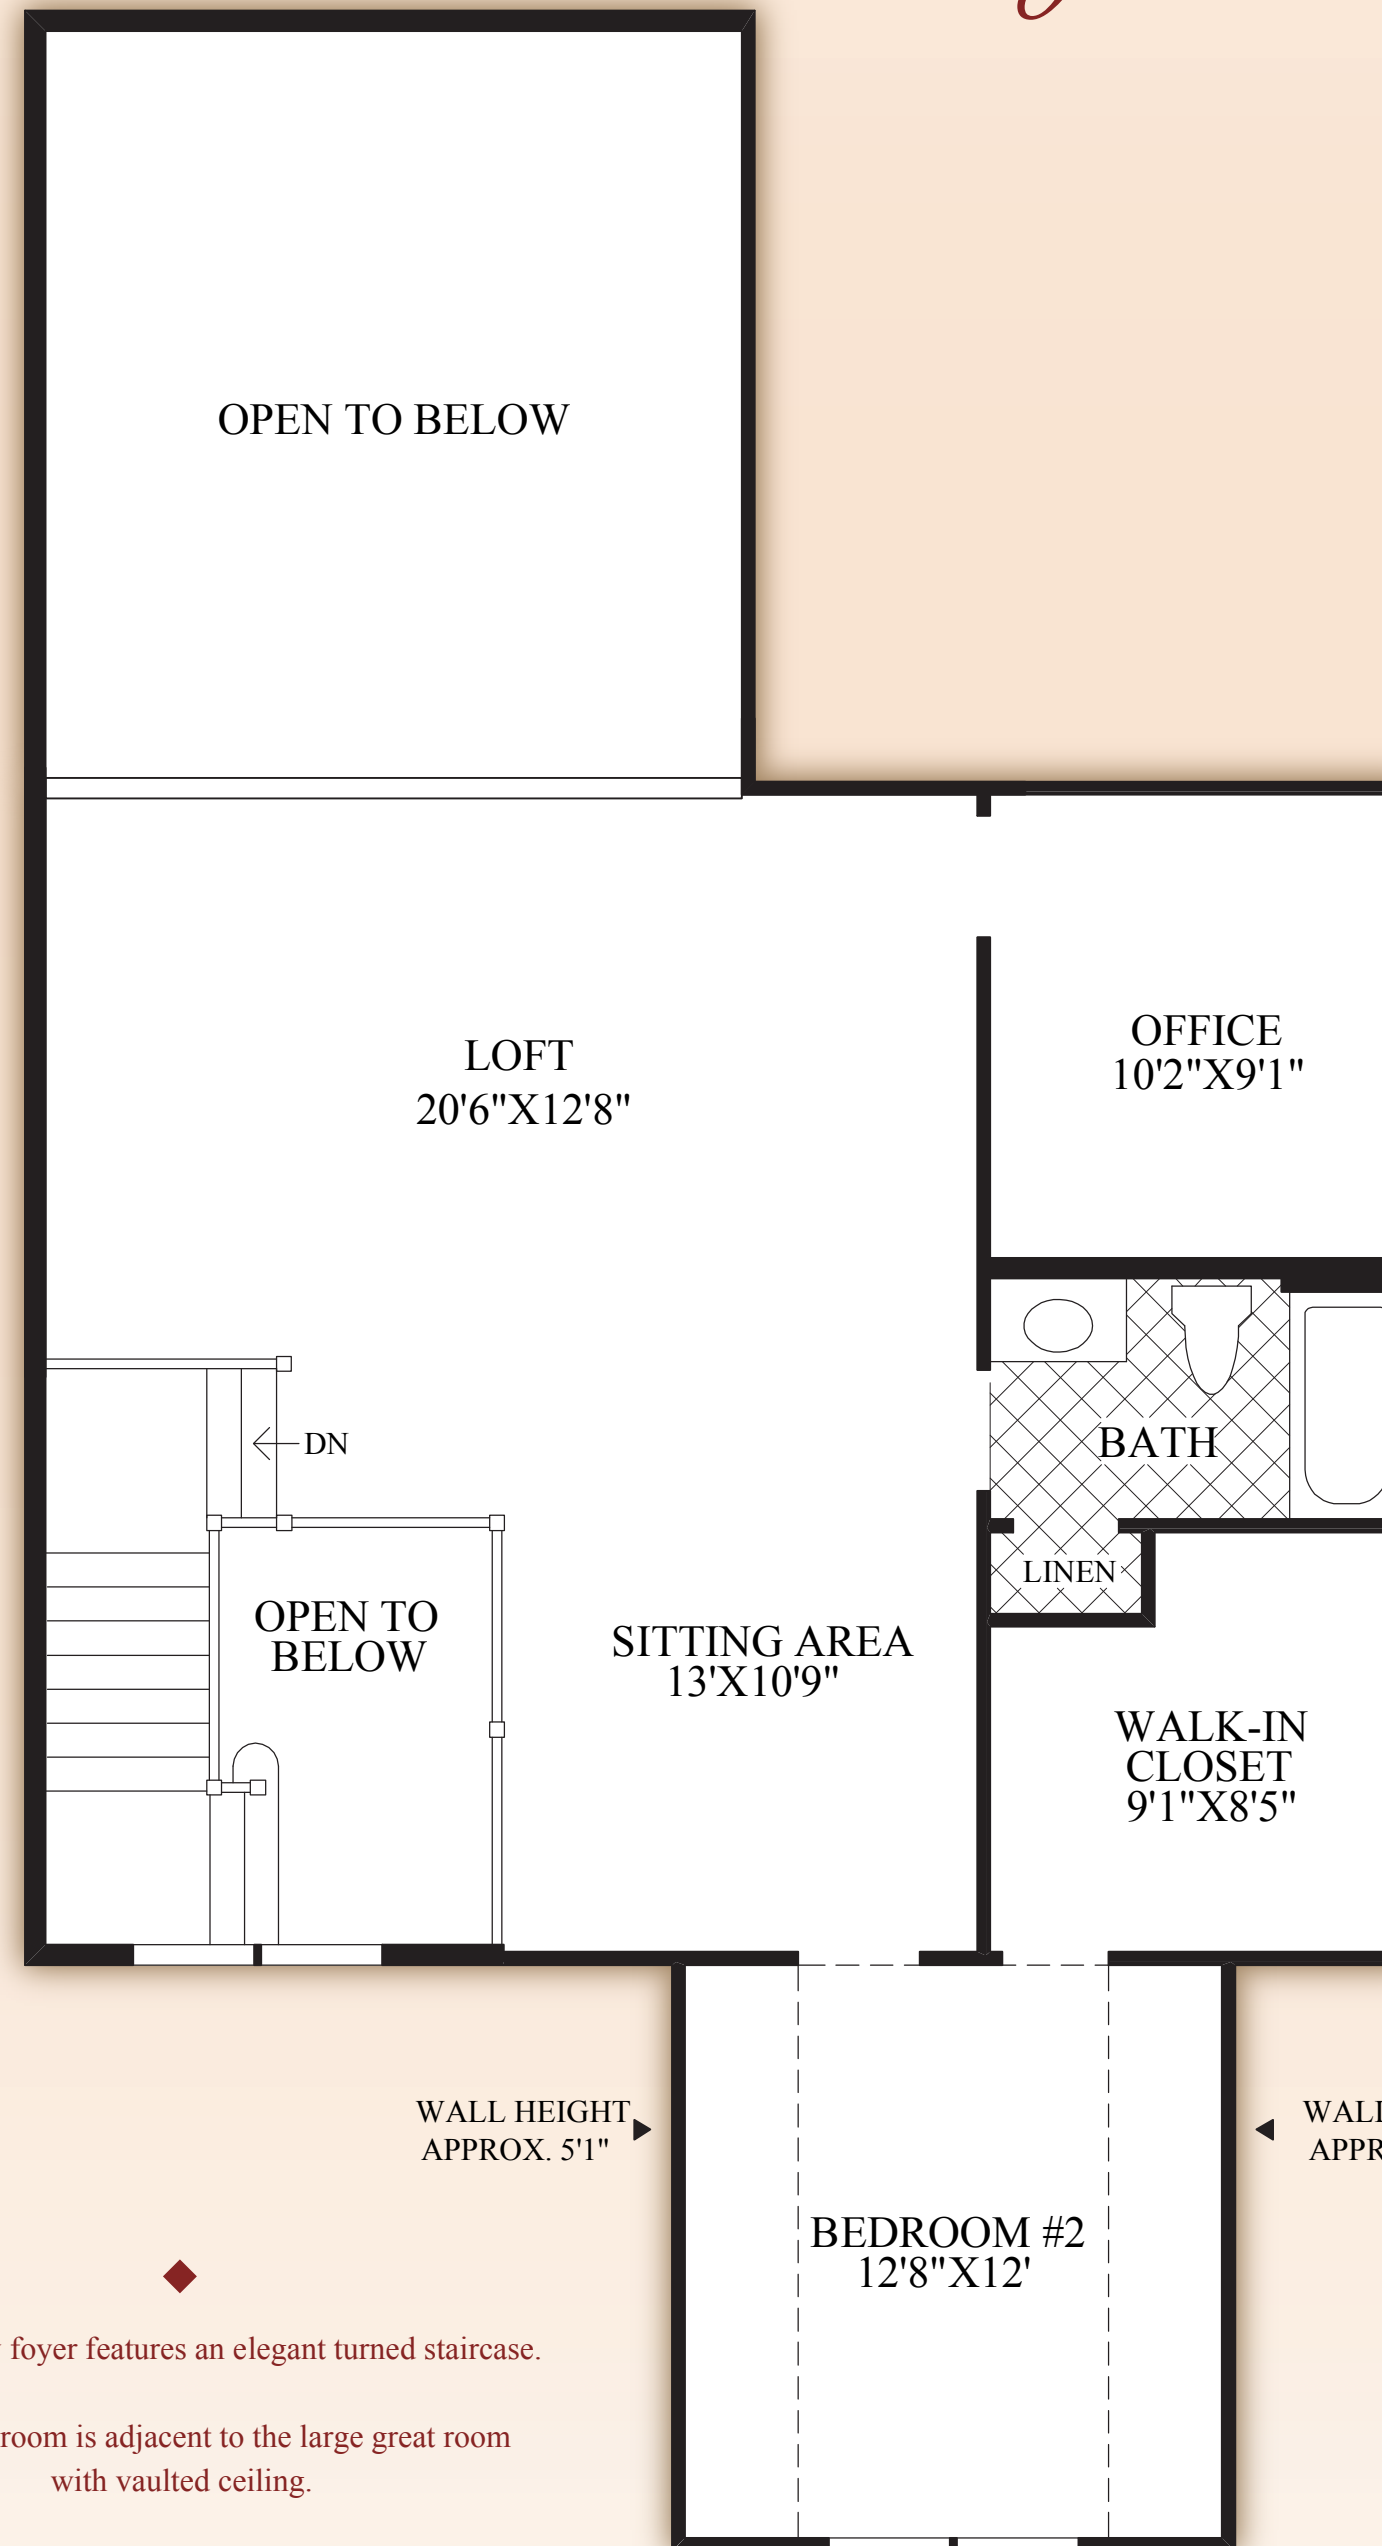 OPEN TO BELOW
LOFT
20'6"X12'8"
OFFICE
10'2"X9'1"
DN
BATH
LINEN
OPEN TO
BELOW
SITTING AREA
13'X10'9"
WALK-IN
CLOSET
9'1"X8'5"
WALL HEIGHT
APPROX. 5'1"
BEDROOM #2
12'8"X12'
foyer features an elegant turned staircase.
room is adjacent to the large great room
with vaulted ceiling.